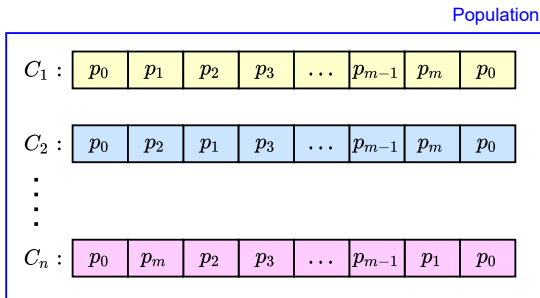 Population
C₁ : p₀ p₁ p₂ p₃ … pₘ₋₁ pₘ p₀
C₂ : p₀ p₂ p₁ p₃ … pₘ₋₁ pₘ p₀
Cₙ : p₀ pₘ p₂ p₃ … pₘ₋₁ p₁ p₀